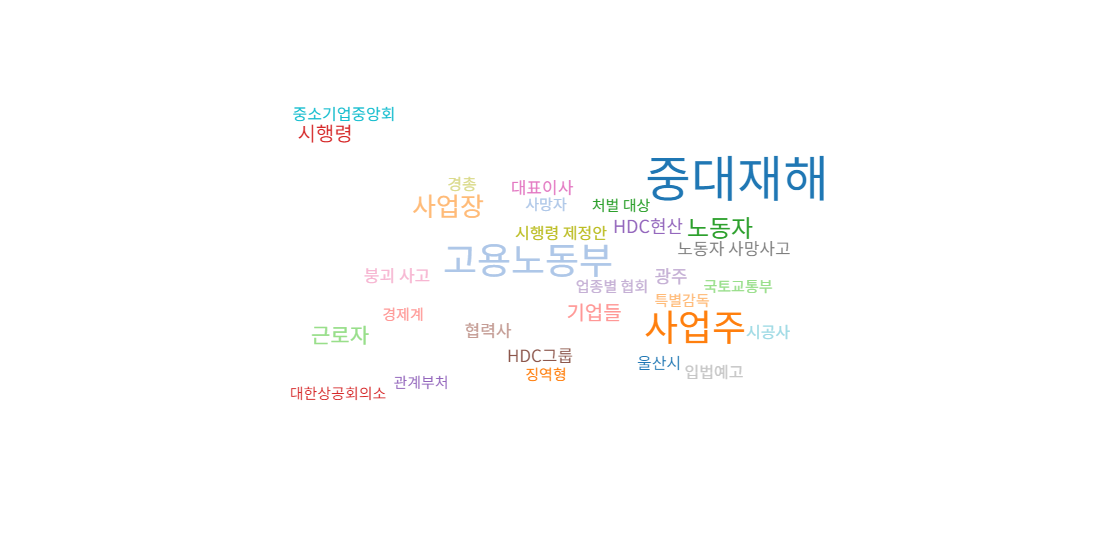 중소기업중앙회
시행령
중대재해
경총
대표이사
사업장
사망자
처벌 대상
HDC현산
노동자
시행령 제정안
노동자 사망사고
고용노동부
붕괴 사고
광주
업종별 협회
국토교통부
특별감독
경제계
기업들
사업주
시공사
협력사
근로자
HDC그룹
울산시
입법예고
징역형
관계부처
대한상공회의소